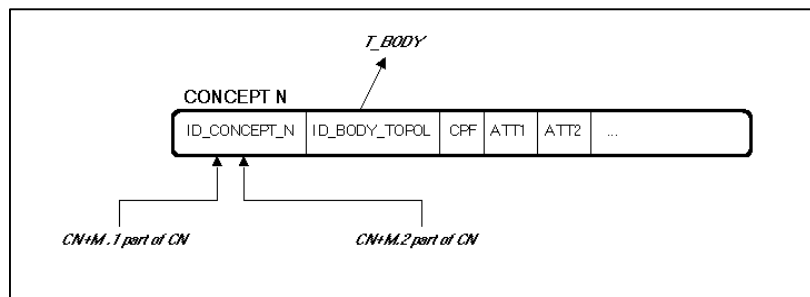 T_BODY
CONCEPT N
ID_CONCEPT_N ID_BODY_TOPOL CPF ATT1 ATT2 ...
CN+M .1 part of CN CN+M.2 part of CN